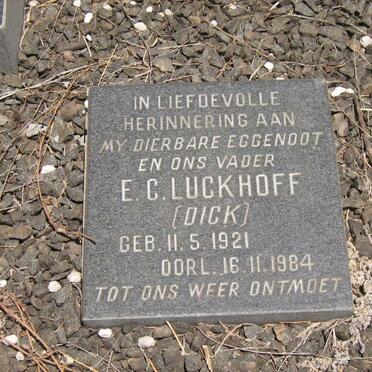 IN LIEFDEVOLLE
HERINNERING AAN
MY DIERBARE EGGENOOT
EN ONS VADER
E. C. LUCKHOFF
(DICK)
GEB. 11. 5. 1921
OORL. 16. 11. 1984
TOT ONS WEER ONTMOET